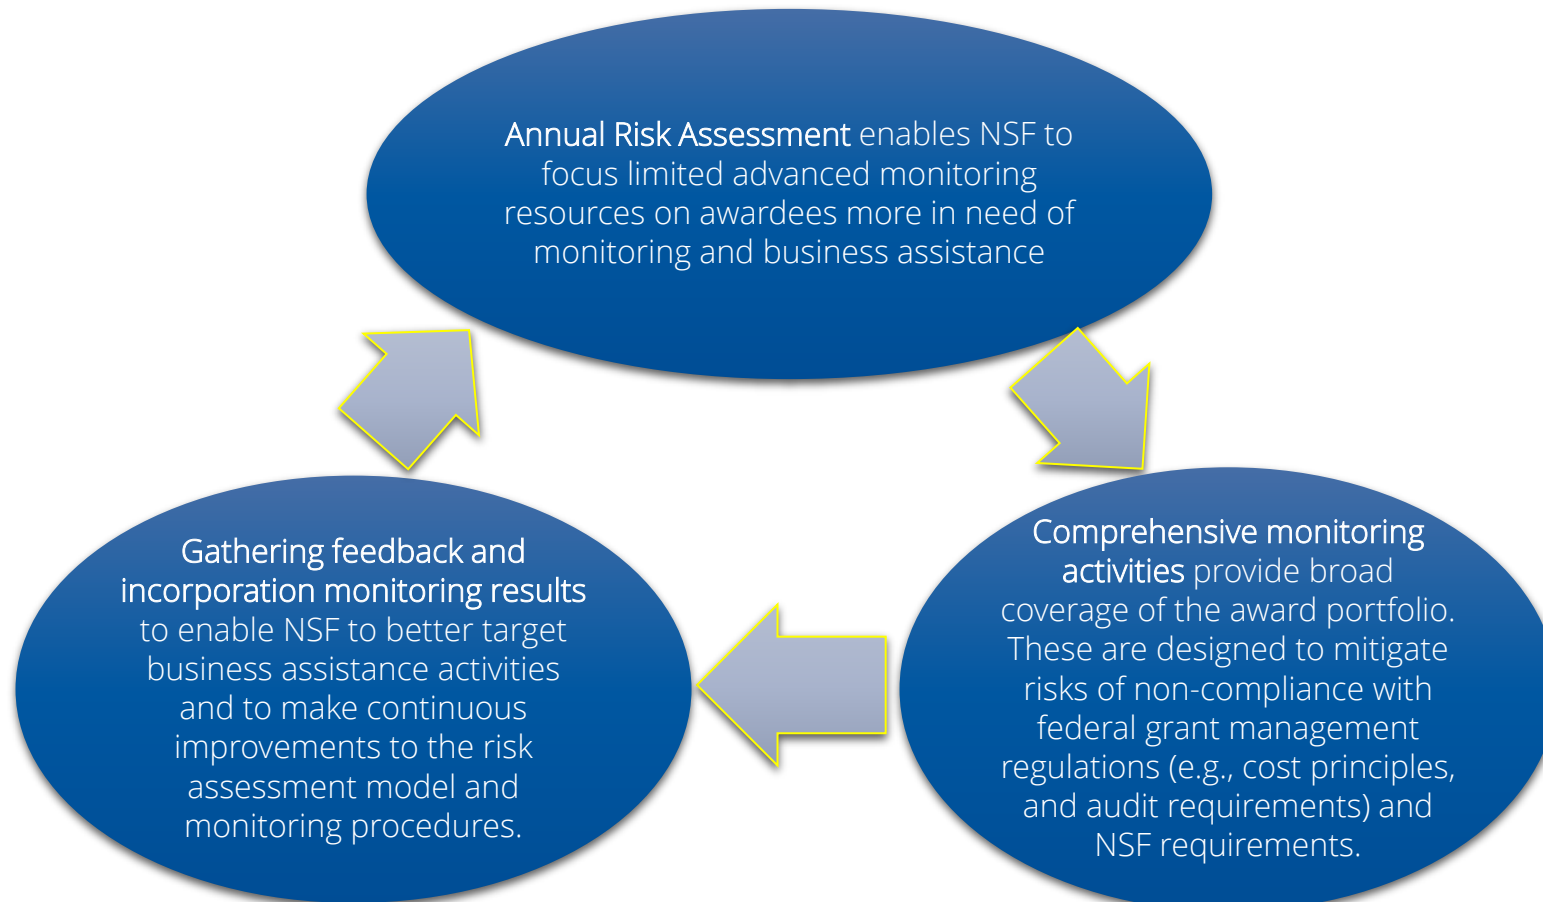 Annual Risk Assessment enables NSF to
focus limited advanced monitoring
resources on awardees more in need of
monitoring and business assistance
Comprehensive monitoring
activities provide broad
coverage of the award portfolio.
These are designed to mitigate
risks of non-compliance with
federal grant management
regulations (e.g., cost principles,
and audit requirements) and
NSF requirements.
Gathering feedback and
incorporation monitoring results
to enable NSF to better target
business assistance activities
and to make continuous
improvements to the risk
assessment model and
monitoring procedures.